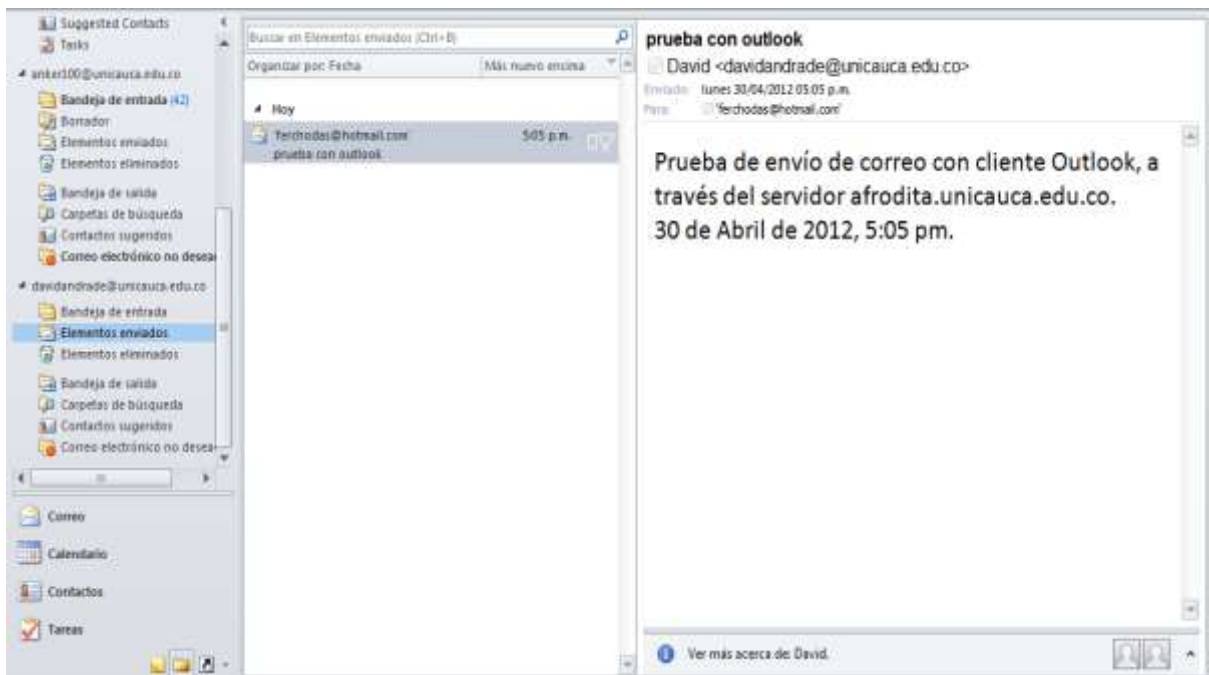 Suggested Contacts
Tasks
anker100@unicauca.edu.co
Bandeja de entrada (42)
Borrador
Elementos enviados
Elementos eliminados
Bandeja de salida
Carpetas de búsqueda
Contactos sugeridos
Correo electrónico no desea
davidandrade@unicauca.edu.co
Bandeja de entrada
Elementos enviados
Elementos eliminados
Bandeja de salida
Carpetas de búsqueda
Contactos sugeridos
Correo electrónico no desea
Correo
Calendario
Contactos
Tareas
Buscar en Elementos enviados (Ctrl+B)
Organizar por: Fecha Más nuevo encima
Hoy
'ferchodas@hotmail.com' 5:05 p.m.
prueba con outlook
prueba con outlook
David <davidandrade@unicauca.edu.co>
Enviado: lunes 30/04/2012 05:05 p.m.
Para: 'ferchodas@hotmail.com'
Prueba de envío de correo con cliente Outlook, a
través del servidor afrodita.unicauca.edu.co.
30 de Abril de 2012, 5:05 pm.
Ver más acerca de: David.